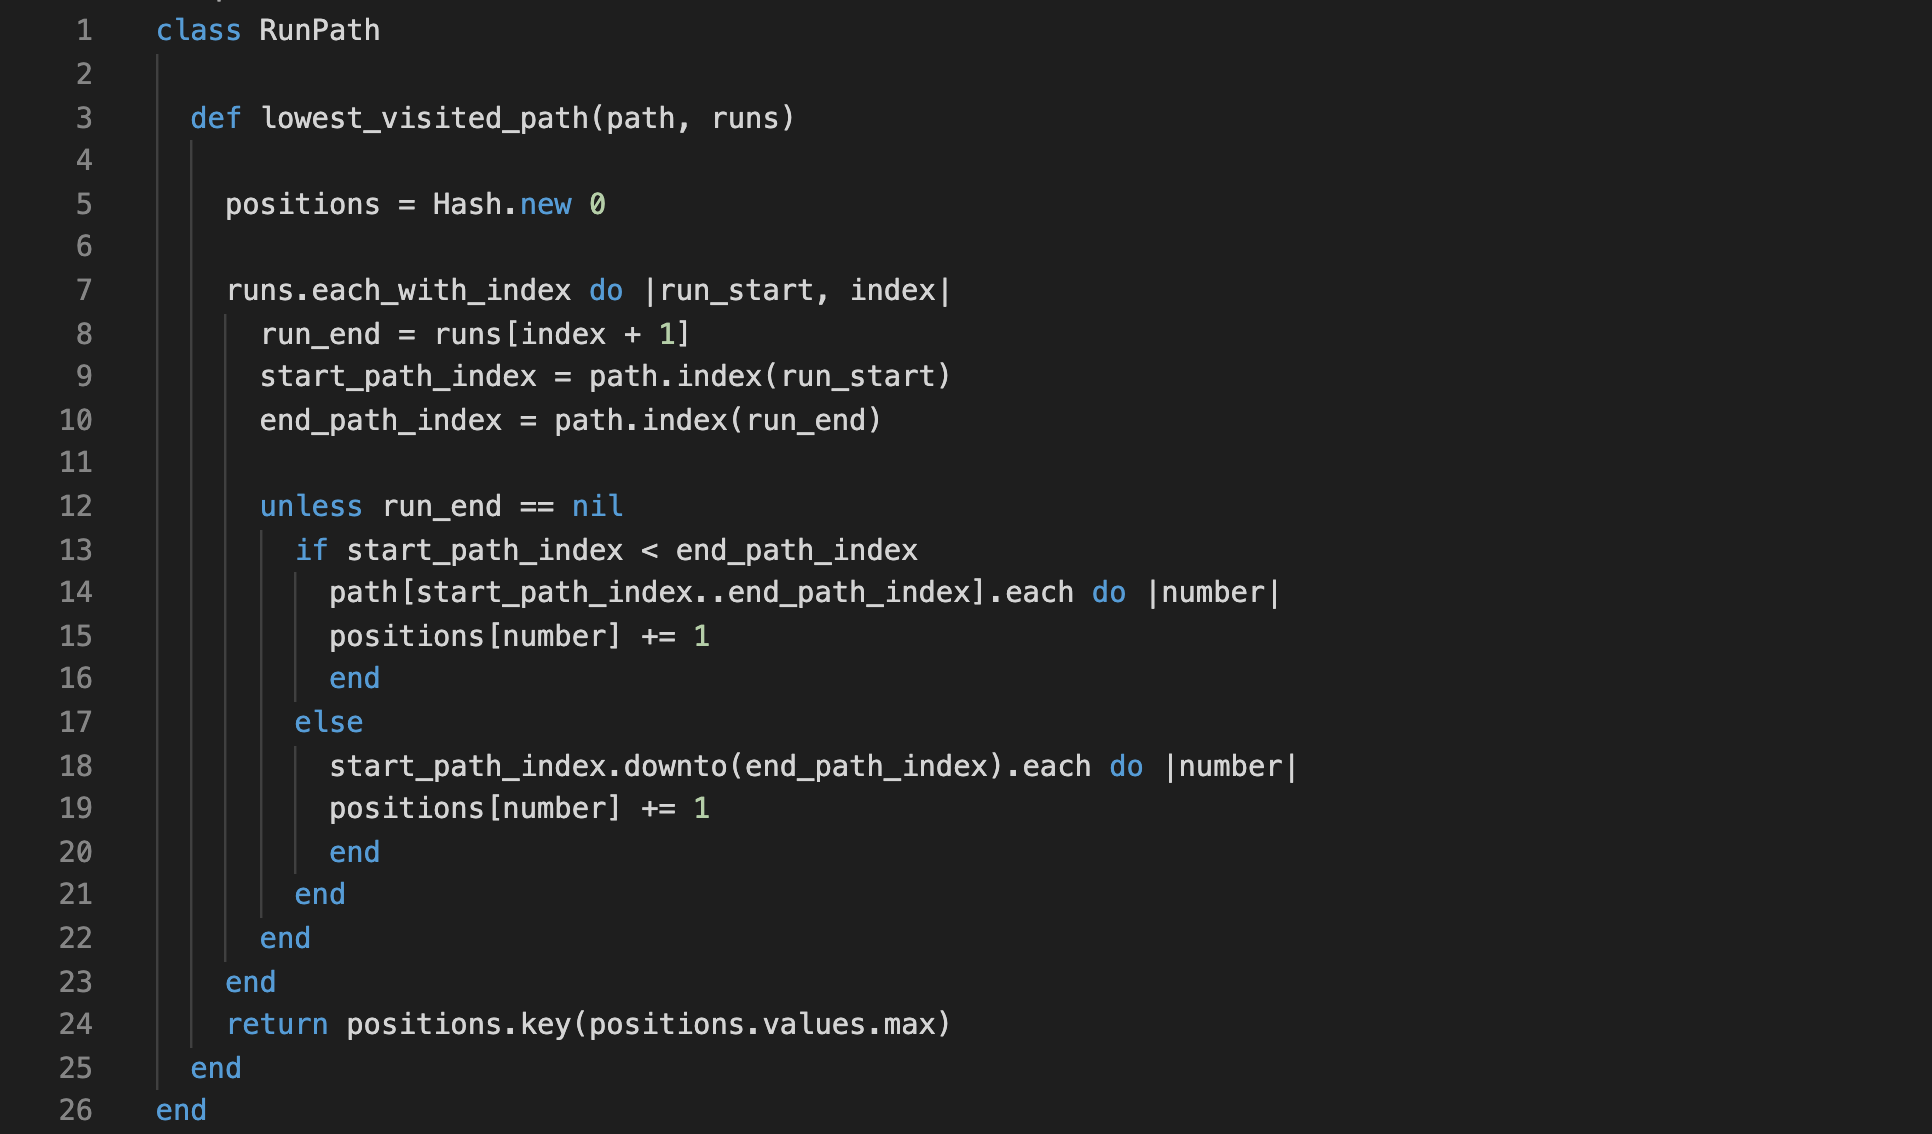 1 class RunPath
2
3 def lowest_visited_path(path, runs)
4
5 positions = Hash.new 0
6
7 runs.each_with_index do |run_start, index|
8 run_end = runs[index + 1]
9 start_path_index = path.index(run_start)
10 end_path_index = path.index(run_end)
11
12 unless run_end == nil
13 if start_path_index < end_path_index
14 path[start_path_index..end_path_index].each do |number|
15 positions[number] += 1
16 end
17 else
18 start_path_index.downto(end_path_index).each do |number|
19 positions[number] += 1
20 end
21 end
22 end
23 end
24 return positions.key(positions.values.max)
25 end
26 end